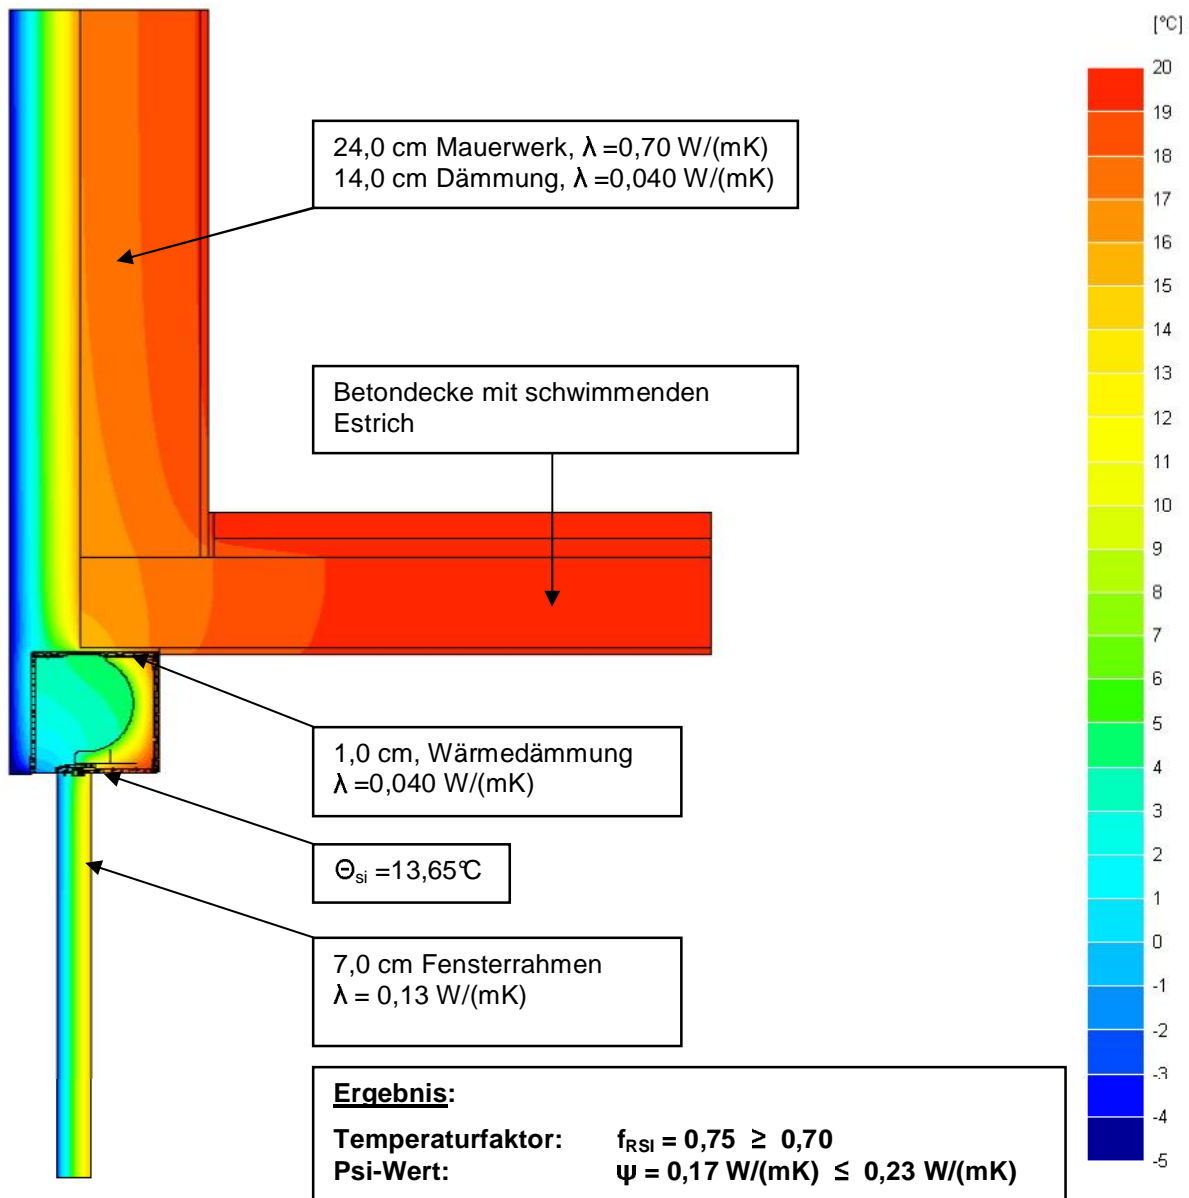 [°C]
24,0 cm Mauerwerk, λ =0,70 W/(mK)
14,0 cm Dämmung, λ =0,040 W/(mK)
Betondecke mit schwimmenden
Estrich
1,0 cm, Wärmedämmung
λ =0,040 W/(mK)
Θsi =13,65°C
7,0 cm Fensterrahmen
λ = 0,13 W/(mK)
Ergebnis:
Temperaturfaktor: fRSI = 0,75 ≥ 0,70
Psi-Wert: ψ = 0,17 W/(mK) ≤ 0,23 W/(mK)
20
19
18
17
16
15
14
13
12
11
10
9
8
7
6
5
4
3
2
1
0
-1
-2
-3
-4
-5